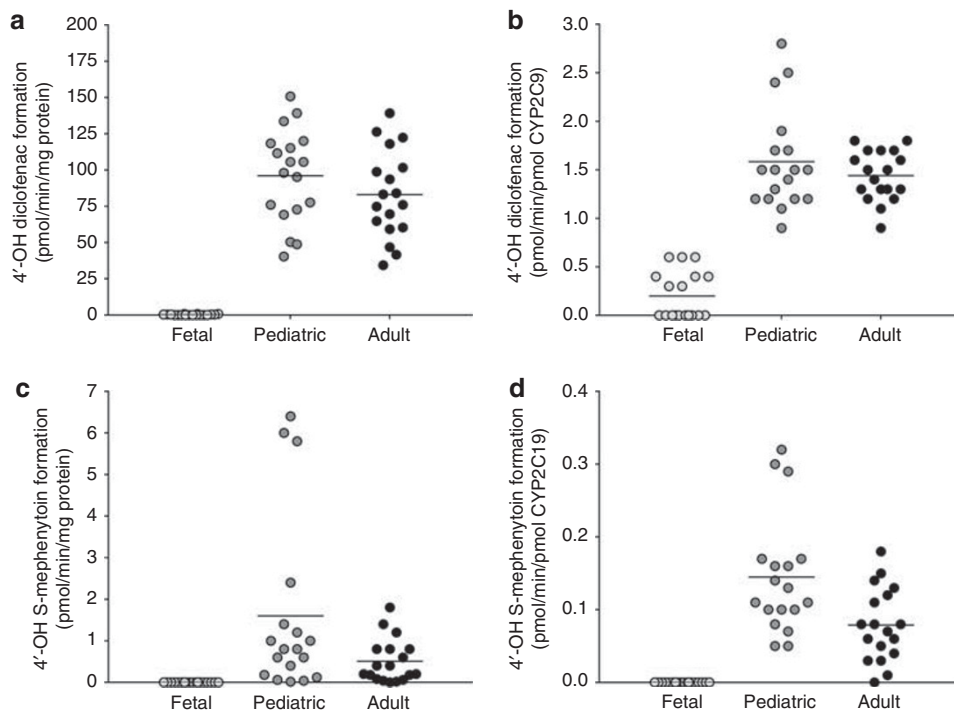 a
4′-OH diclofenac formation
(pmol/min/mg protein)
200
175
150
125
100
75
50
25
0
Fetal Pediatric Adult
b
4′-OH diclofenac formation
(pmol/min/pmol CYP2C9)
3.0
2.5
2.0
1.5
1.0
0.5
0.0
Fetal Pediatric Adult
c
4′-OH S-mephenytoin formation
(pmol/min/mg protein)
7
6
5
4
3
2
1
0
Fetal Pediatric Adult
d
4′-OH S-mephenytoin formation
(pmol/min/pmol CYP2C19)
0.4
0.3
0.2
0.1
0.0
Fetal Pediatric Adult